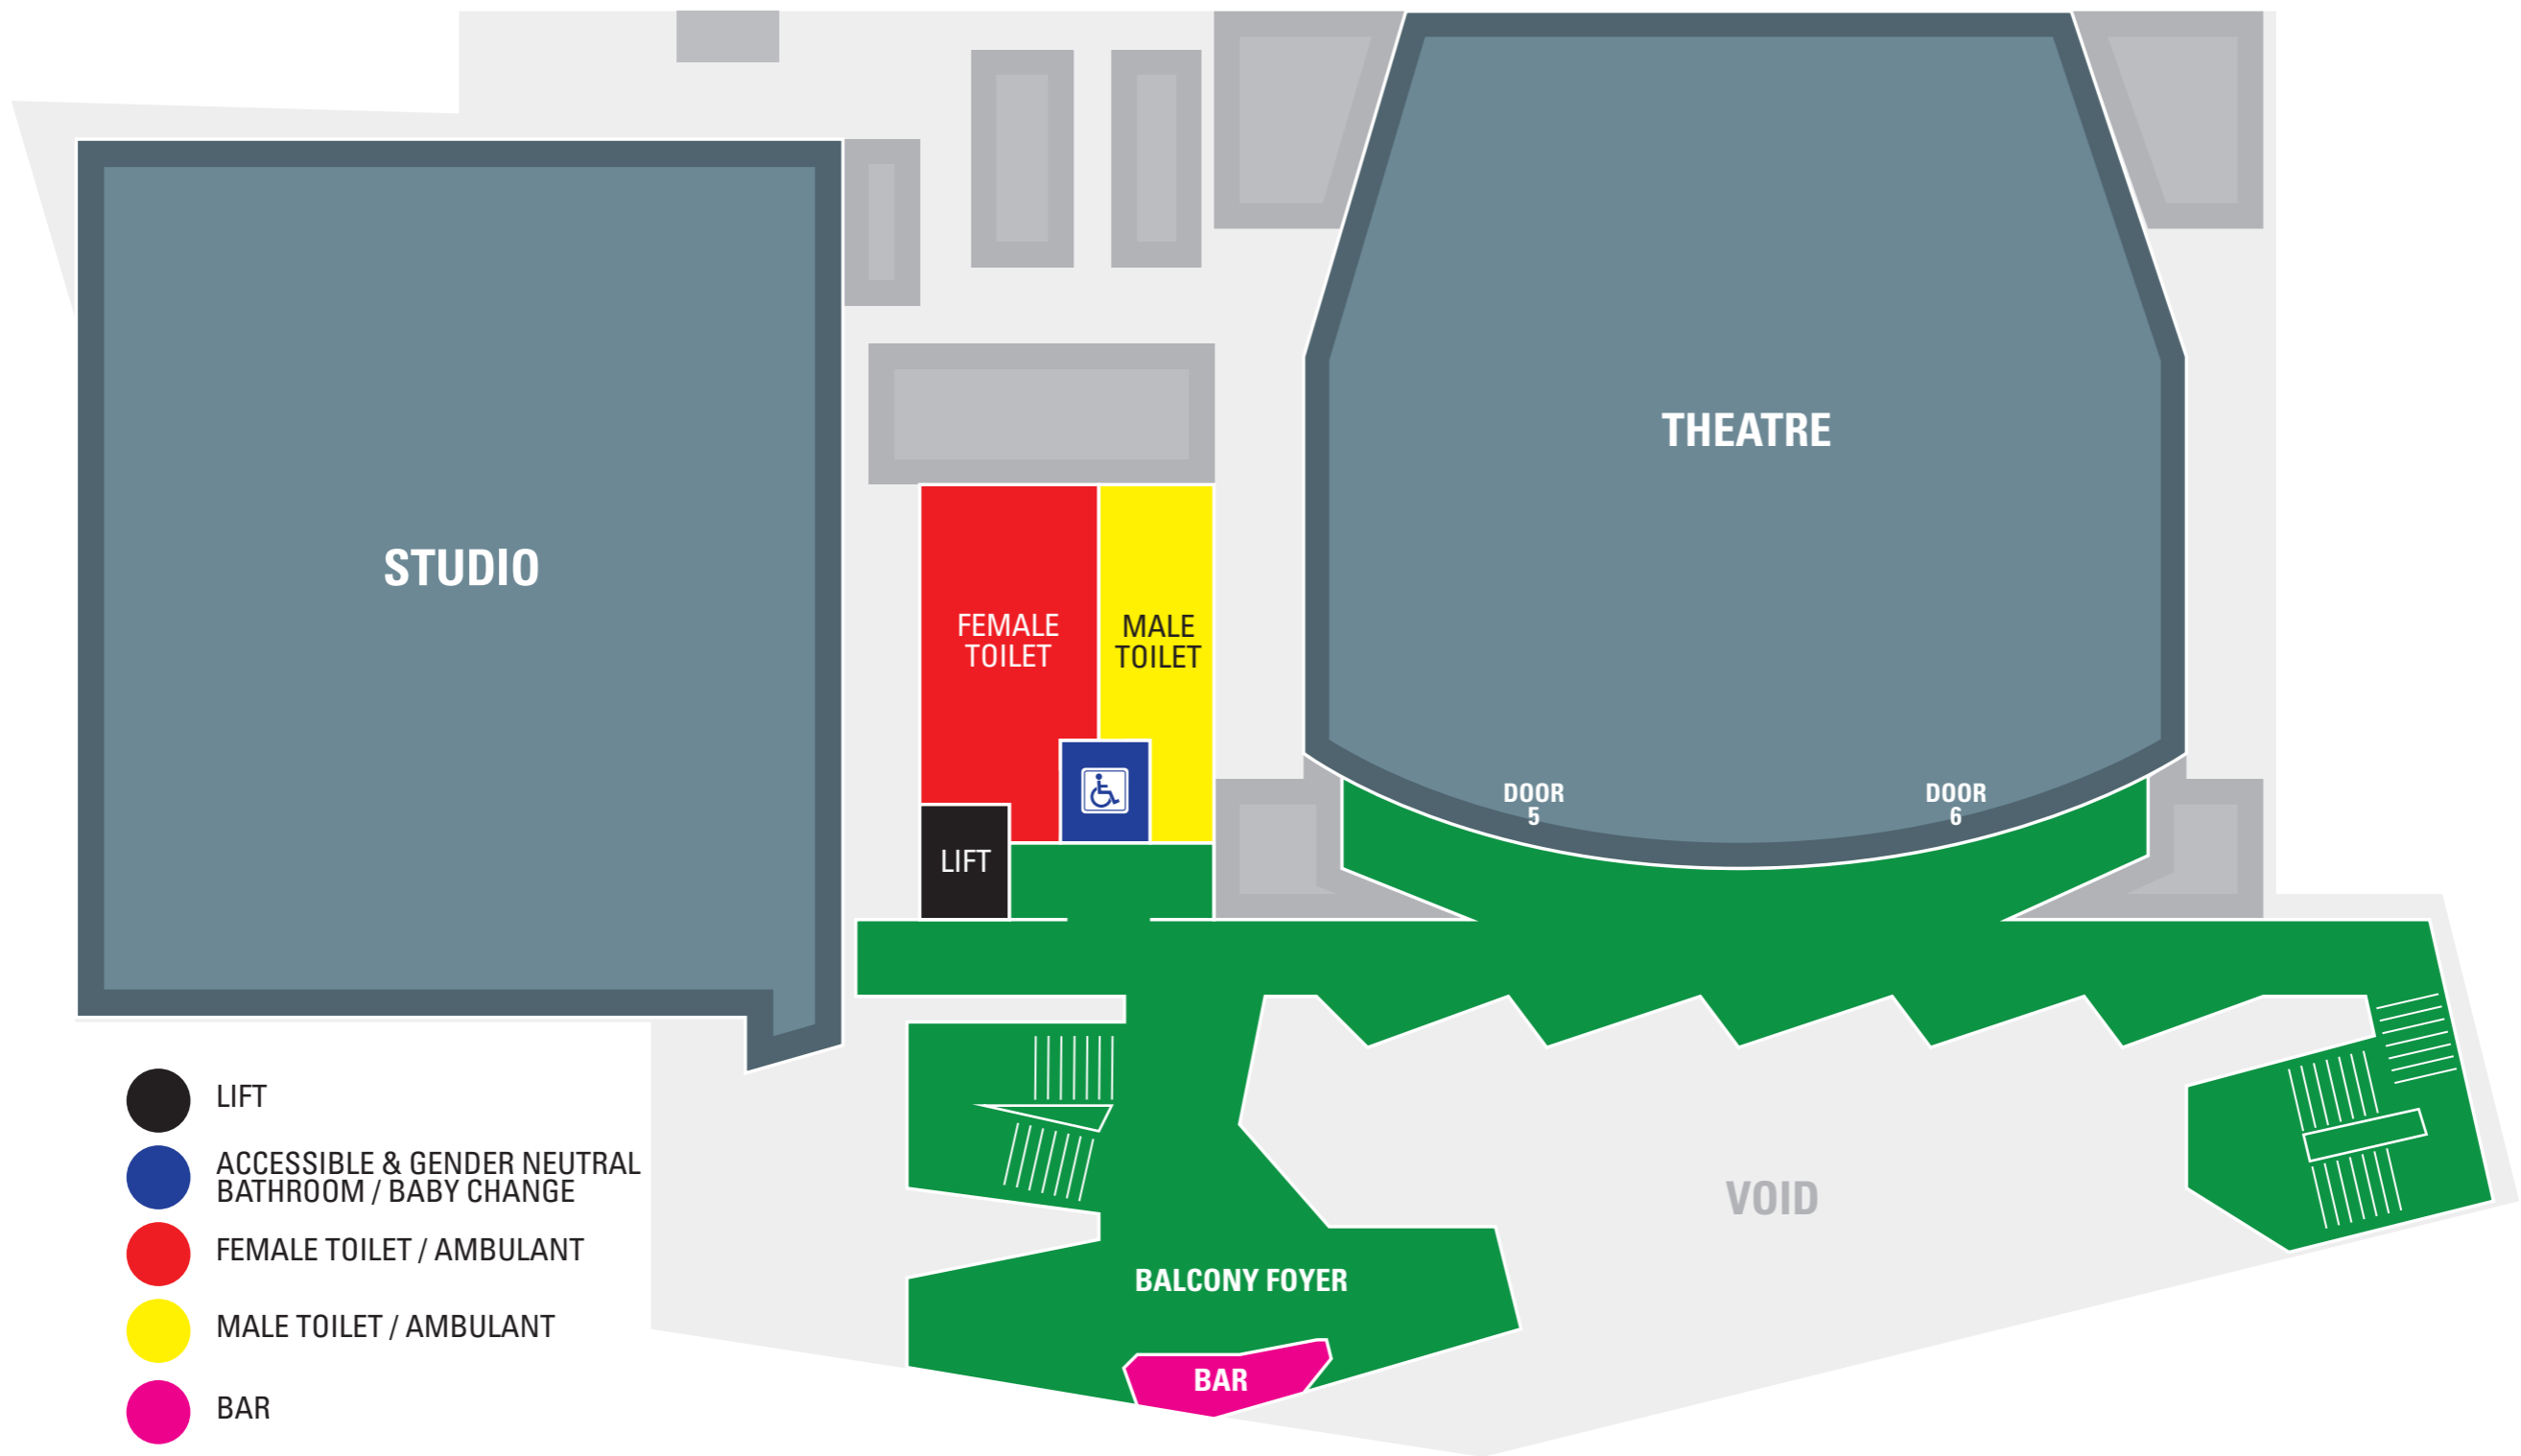 THEATRE
STUDIO
FEMALE
TOILET
MALE
TOILET
DOOR
5
DOOR
6
LIFT
VOID
BALCONY FOYER
BAR
LIFT
ACCESSIBLE & GENDER NEUTRAL
BATHROOM / BABY CHANGE
FEMALE TOILET / AMBULANT
MALE TOILET / AMBULANT
BAR